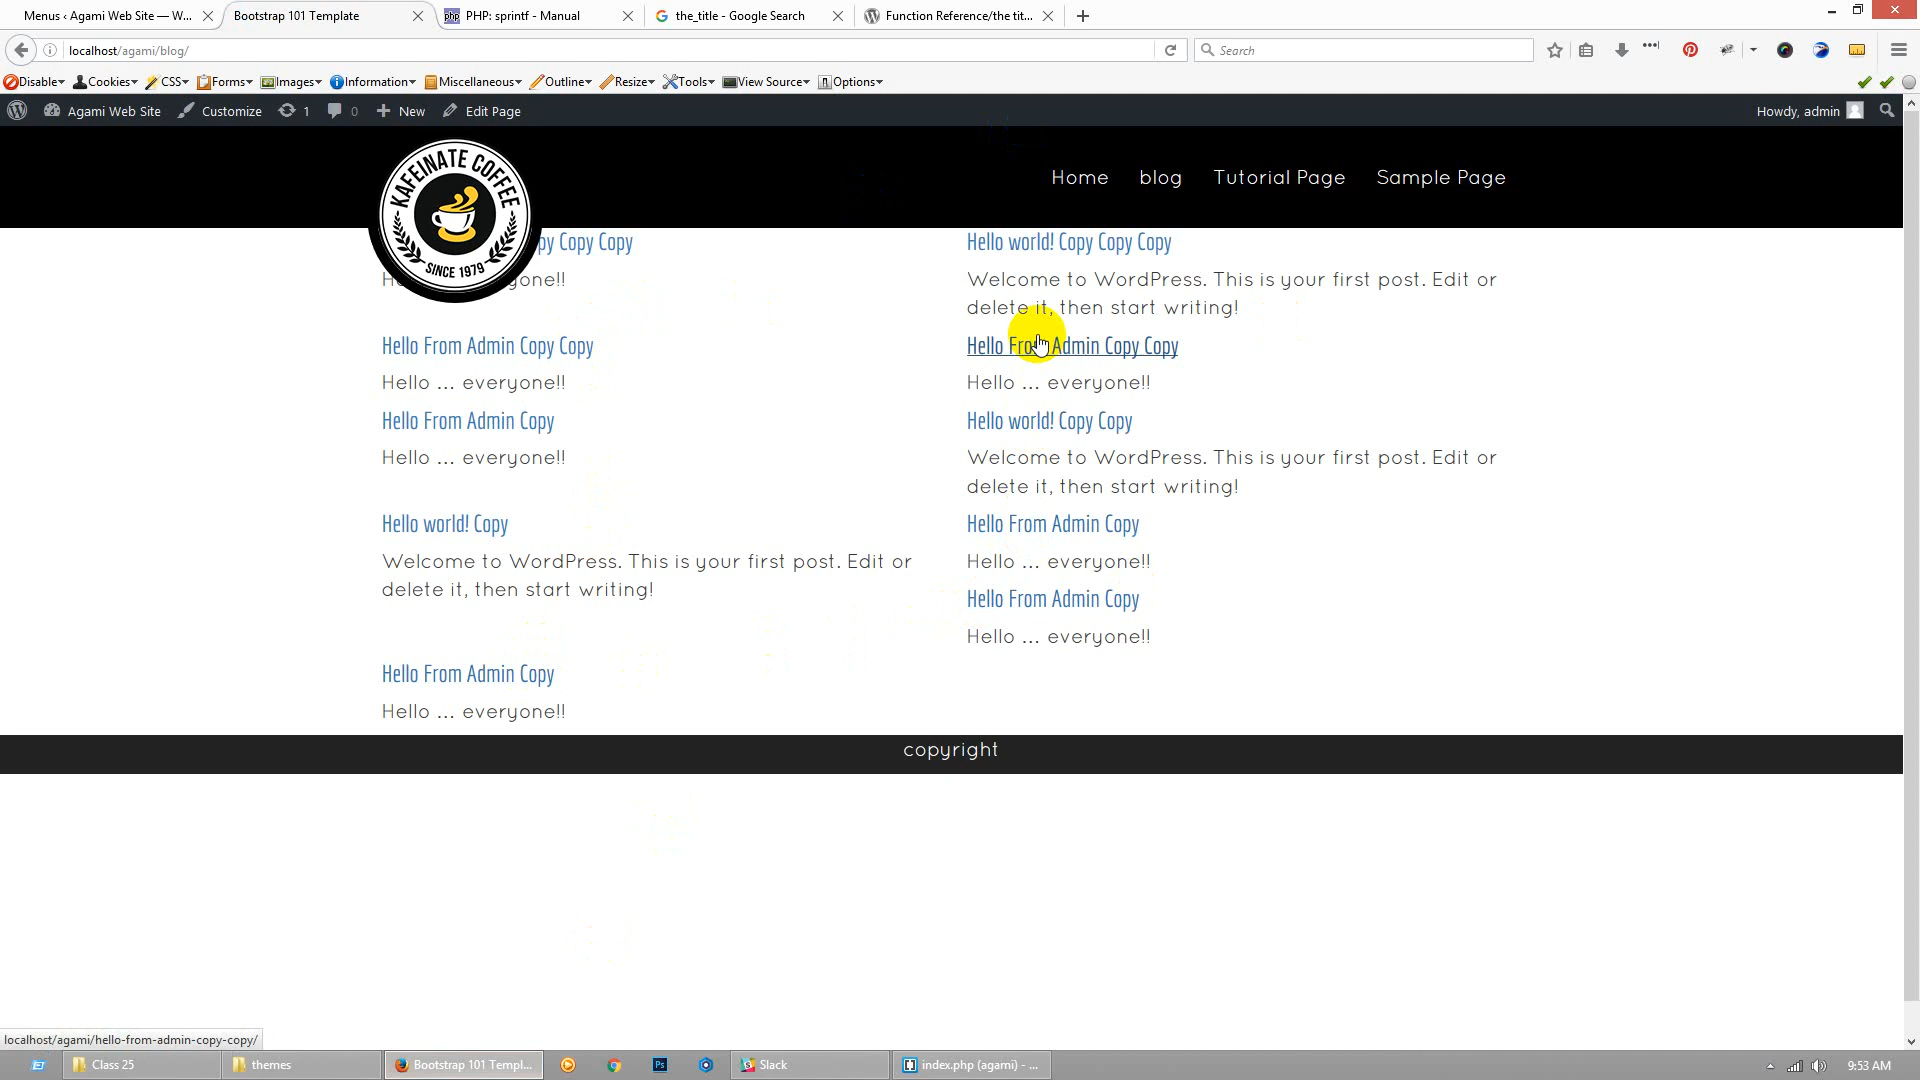 Menus ‹ Agami Web Site — W...
Bootstrap 101 Template
PHP: sprintf - Manual
the_title - Google Search
Function Reference/the tit...
localhost/agami/blog/
Search
Disable
Cookies
CSS
Forms
Images
Information
Miscellaneous
Outline
Resize
Tools
View Source
Options
Agami Web Site
Customize
1
0
New
Edit Page
Howdy, admin
KAFEINATE COFFEE
SINCE 1979
Home
blog
Tutorial Page
Sample Page
py Copy Copy
yone!!
Hello world! Copy Copy Copy
Welcome to WordPress. This is your first post. Edit or
delete it, then start writing!
Hello From Admin Copy Copy
Hello ... everyone!!
Hello From Admin Copy Copy
Hello ... everyone!!
Hello From Admin Copy
Hello ... everyone!!
Hello world! Copy Copy
Welcome to WordPress. This is your first post. Edit or
delete it, then start writing!
Hello world! Copy
Welcome to WordPress. This is your first post. Edit or
delete it, then start writing!
Hello From Admin Copy
Hello ... everyone!!
Hello From Admin Copy
Hello ... everyone!!
Hello From Admin Copy
Hello ... everyone!!
copyright
localhost/agami/hello-from-admin-copy-copy/
Class 25
themes
Bootstrap 101 Templ...
Ps
Slack
index.php (agami) - ...
9:53 AM